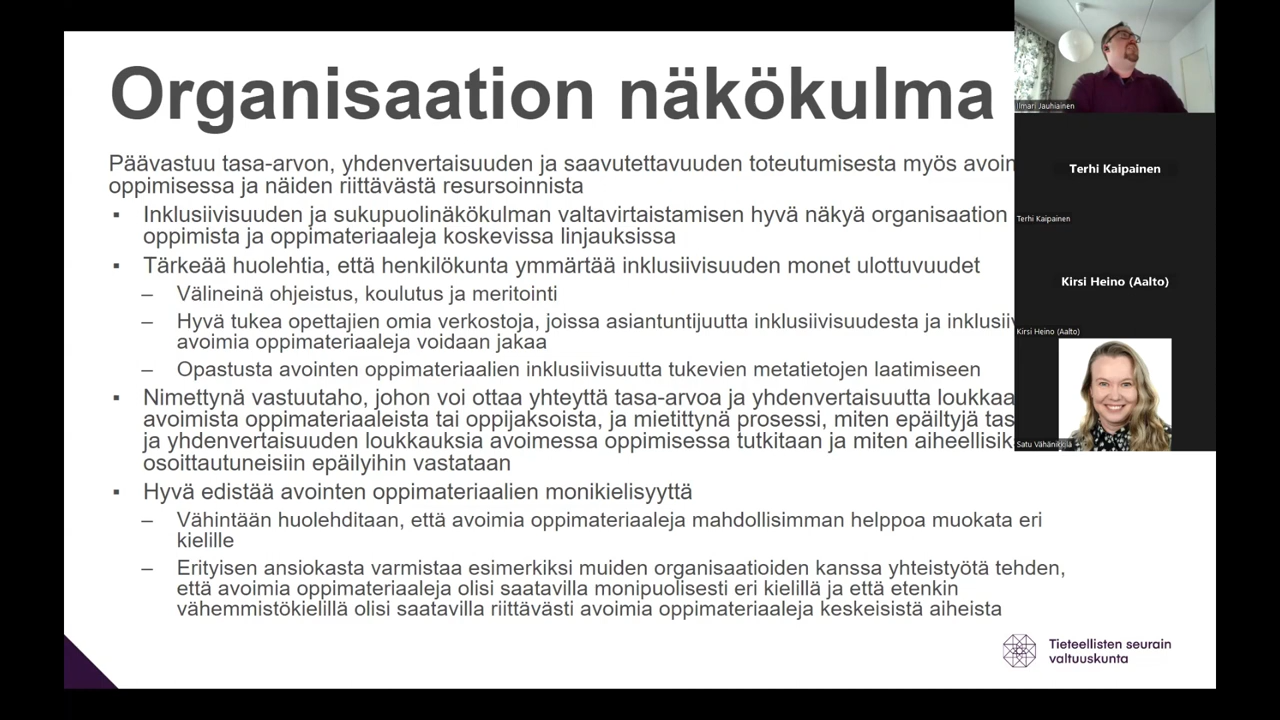 Organisaation näkökulma
Päävastuu tasa-arvon, yhdenvertaisuuden ja saavutettavuuden toteutumisesta myös
oppimisessa ja näiden riittävästä resursoinnista
▪ Inklusiivisuuden ja sukupuolinäkökulman valtavirtaistamisen hyvä näkyä organisaation
oppimista ja oppimateriaaleja koskevissa linjauksissa
▪ Tärkeää huolehtia, että henkilökunta ymmärtää inklusiivisuuden monet ulottuvuudet
– Välineinä ohjeistus, koulutus ja meritointi
– Hyvä tukea opettajien omia verkostoja, joissa asiantuntijuutta inklusiivisuudesta ja
avoimia oppimateriaaleja voidaan jakaa
– Opastusta avointen oppimateriaalien inklusiivisuutta tukevien metatietojen laatimiseen
▪ Nimettynä vastuutaho, johon voi ottaa yhteyttä tasa-arvoa ja yhdenvertaisuutta
avoimista oppimateriaaleista tai oppijaksoista, ja mietittynä prosessi, miten epäiltyjä
ja yhdenvertaisuuden loukkauksia avoimessa oppimisessa tutkitaan ja miten
osoittautuneisiin epäilyihin vastataan
▪ Hyvä edistää avointen oppimateriaalien monikielisyyttä
– Vähintään huolehditaan, että avoimia oppimateriaaleja mahdollisimman helppoa muokata eri
kielille
– Erityisen ansiokasta varmistaa esimerkiksi muiden organisaatioiden kanssa yhteistyötä tehden,
että avoimia oppimateriaaleja olisi saatavilla monipuolisesti eri kielillä ja että etenkin
vähemmistökielillä olisi saatavilla riittävästi avoimia oppimateriaaleja keskeisistä aiheista
Tieteellisten seurain
valtuuskunta
Ilmari Jauhiainen
Terhi Kaipainen
Terhi Kaipainen
Kirsi Heino (Aalto)
Kirsi Heino (Aalto)
Satu Vähänikkilä